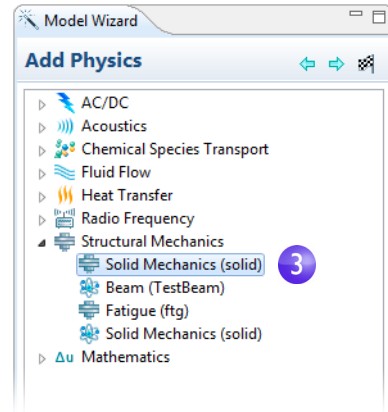 Model Wizard
Add Physics
AC/DC
Acoustics
Chemical Species Transport
Fluid Flow
Heat Transfer
Radio Frequency
Structural Mechanics
Solid Mechanics (solid) 3
Beam (TestBeam)
Fatigue (ftg)
Solid Mechanics (solid)
Δu Mathematics